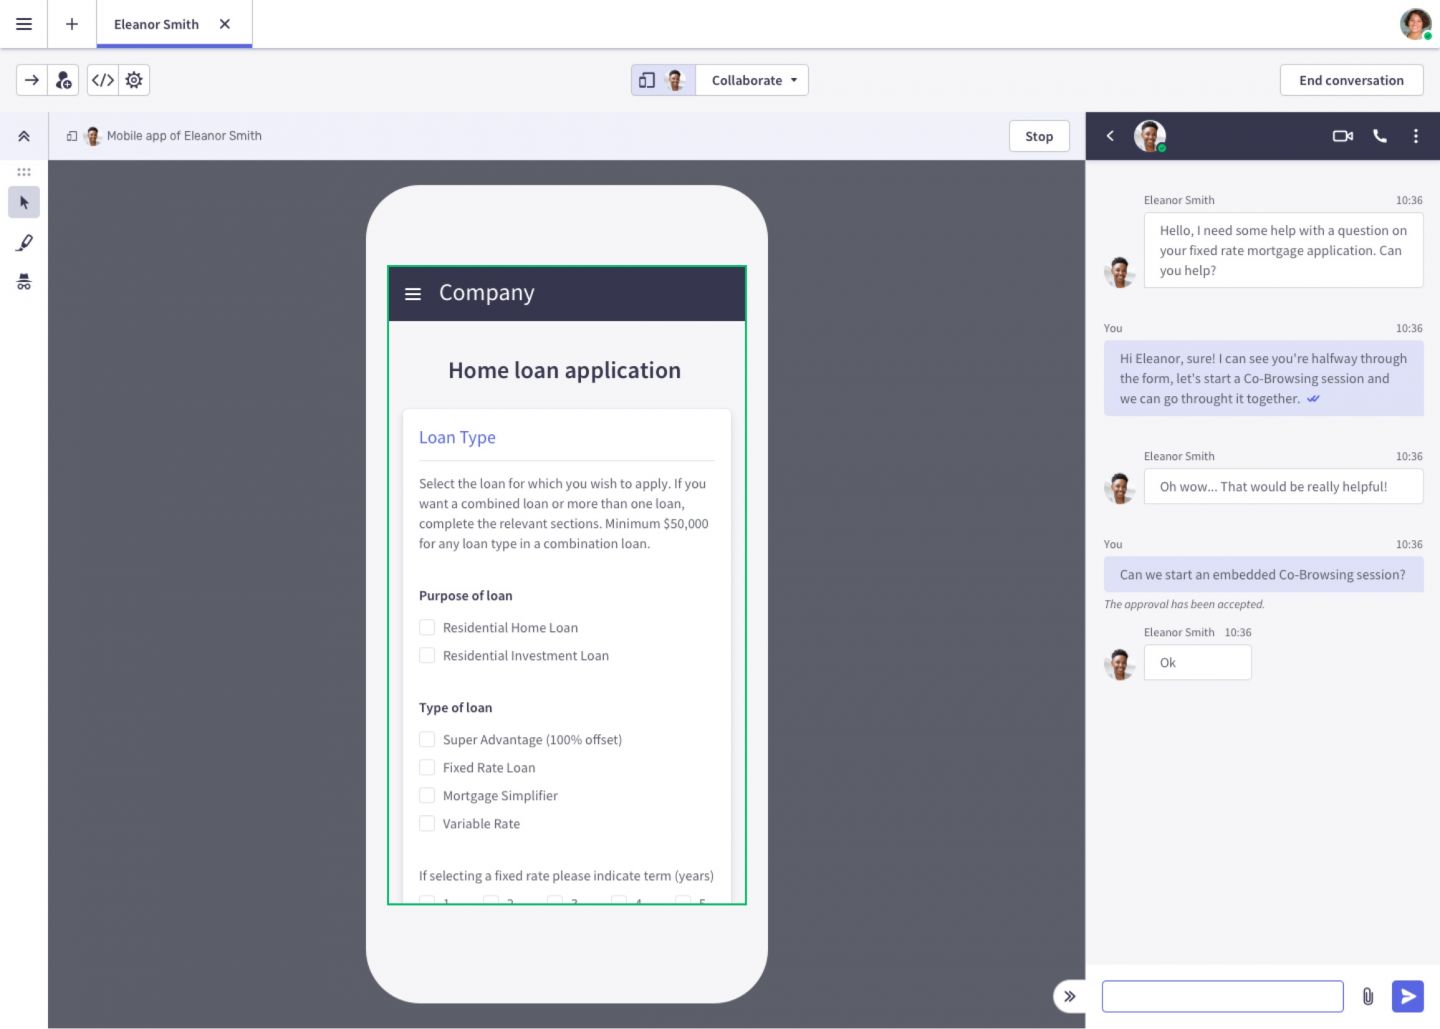 Eleanor Smith
Collaborate
End conversation
Mobile app of Eleanor Smith
Stop
Company
Home loan application
Loan Type
Select the loan for which you wish to apply. If you
want a combined loan or more than one loan,
complete the relevant sections. Minimum $50,000
for any loan type in a combination loan.
Purpose of loan
Residential Home Loan
Residential Investment Loan
Type of loan
Super Advantage (100% offset)
Fixed Rate Loan
Mortgage Simplifier
Variable Rate
If selecting a fixed rate please indicate term (years)
1 2 3 4 5
Eleanor Smith 10:36
Hello, I need some help with a question on
your fixed rate mortgage application. Can
you help?
You 10:36
Hi Eleanor, sure! I can see you're halfway through
the form, let's start a Co-Browsing session and
we can go throught it together.
Eleanor Smith 10:36
Oh wow... That would be really helpful!
You 10:36
Can we start an embedded Co-Browsing session?
The approval has been accepted.
Eleanor Smith 10:36
Ok